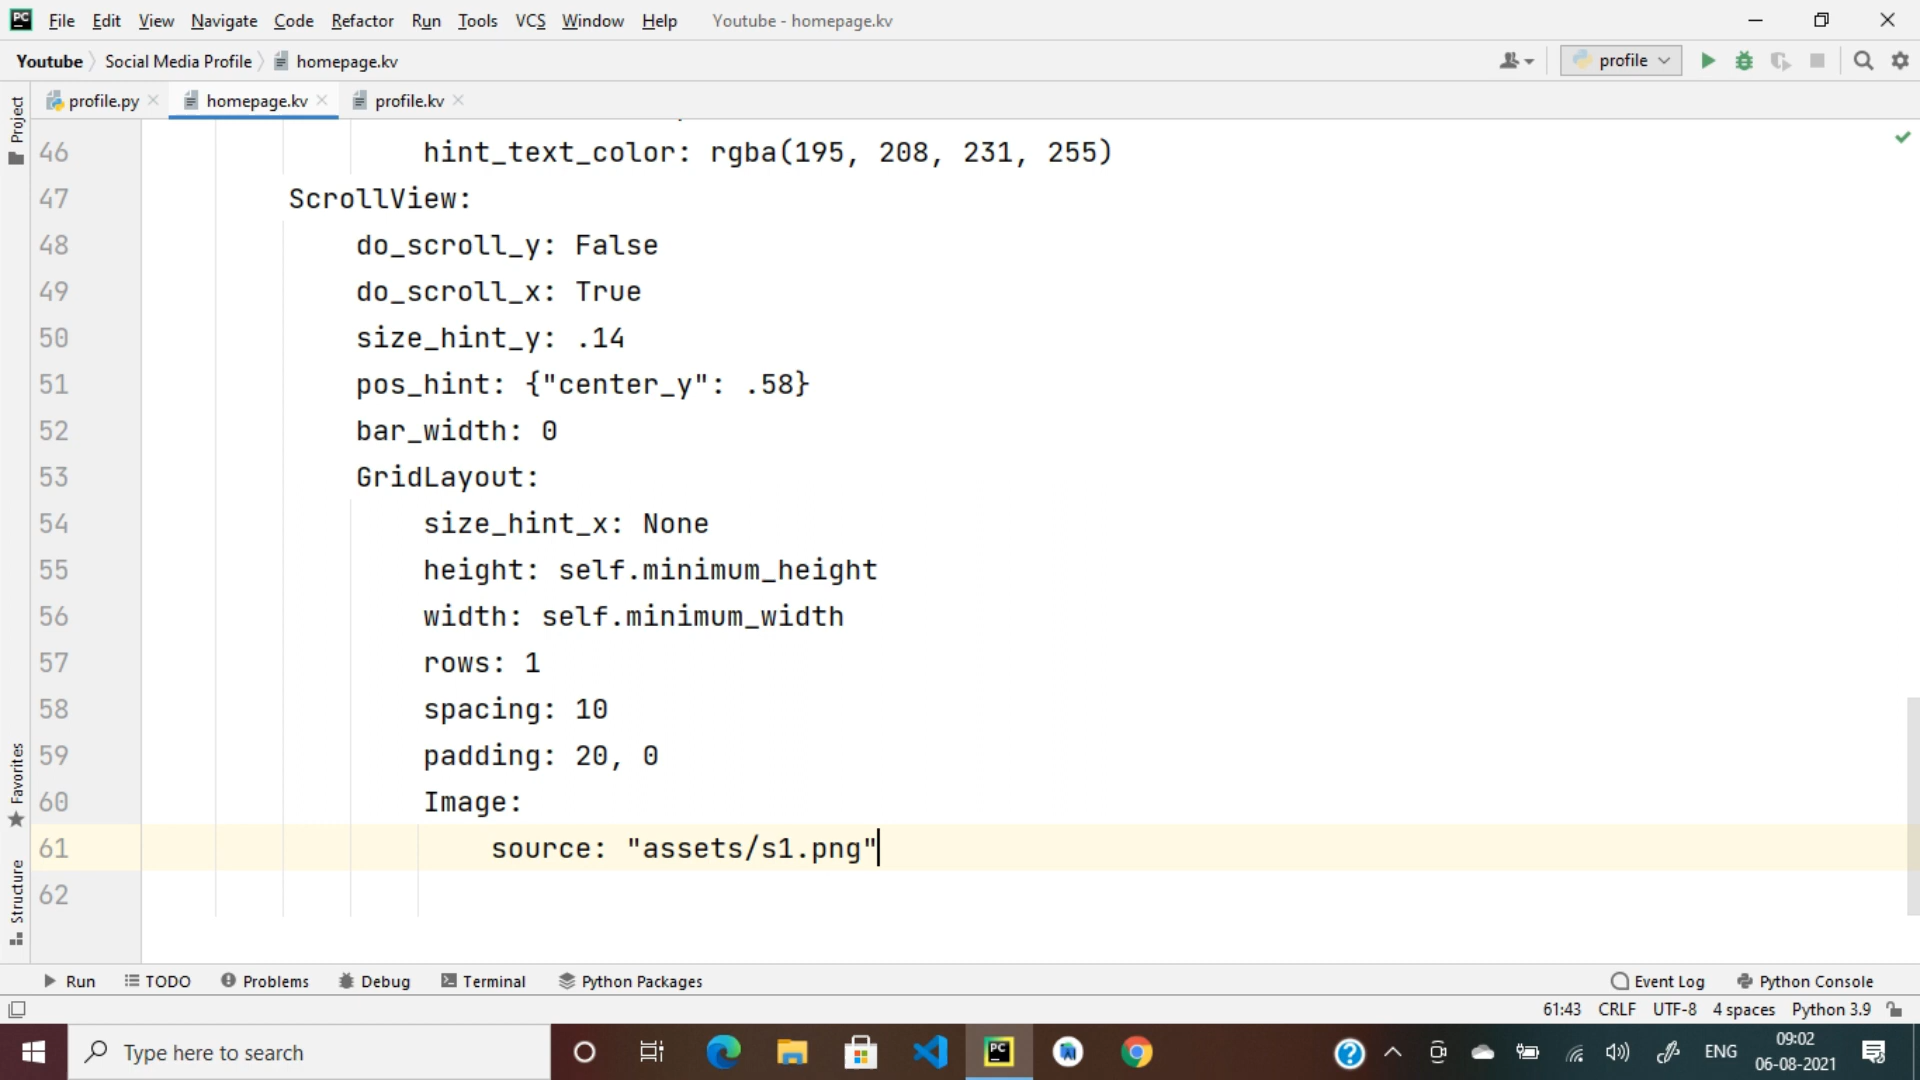 PC File Edit View Navigate Code Refactor Run Tools VCS Window Help Youtube - homepage.kv
Youtube Social Media Profile homepage.kv profile
profile.py homepage.kv profile.kv
Project
46 hint_text_color: rgba(195, 208, 231, 255)
47 ScrollView:
48 do_scroll_y: False
49 do_scroll_x: True
50 size_hint_y: .14
51 pos_hint: {"center_y": .58}
52 bar_width: 0
53 GridLayout:
54 size_hint_x: None
55 height: self.minimum_height
56 width: self.minimum_width
57 rows: 1
58 spacing: 10
59 padding: 20, 0
60 Image:
61 source: "assets/s1.png"
62
Favorites
Structure
Run TODO Problems Debug Terminal Python Packages Event Log Python Console
61:43 CRLF UTF-8 4 spaces Python 3.9
Type here to search PC ENG 09:02
06-08-2021